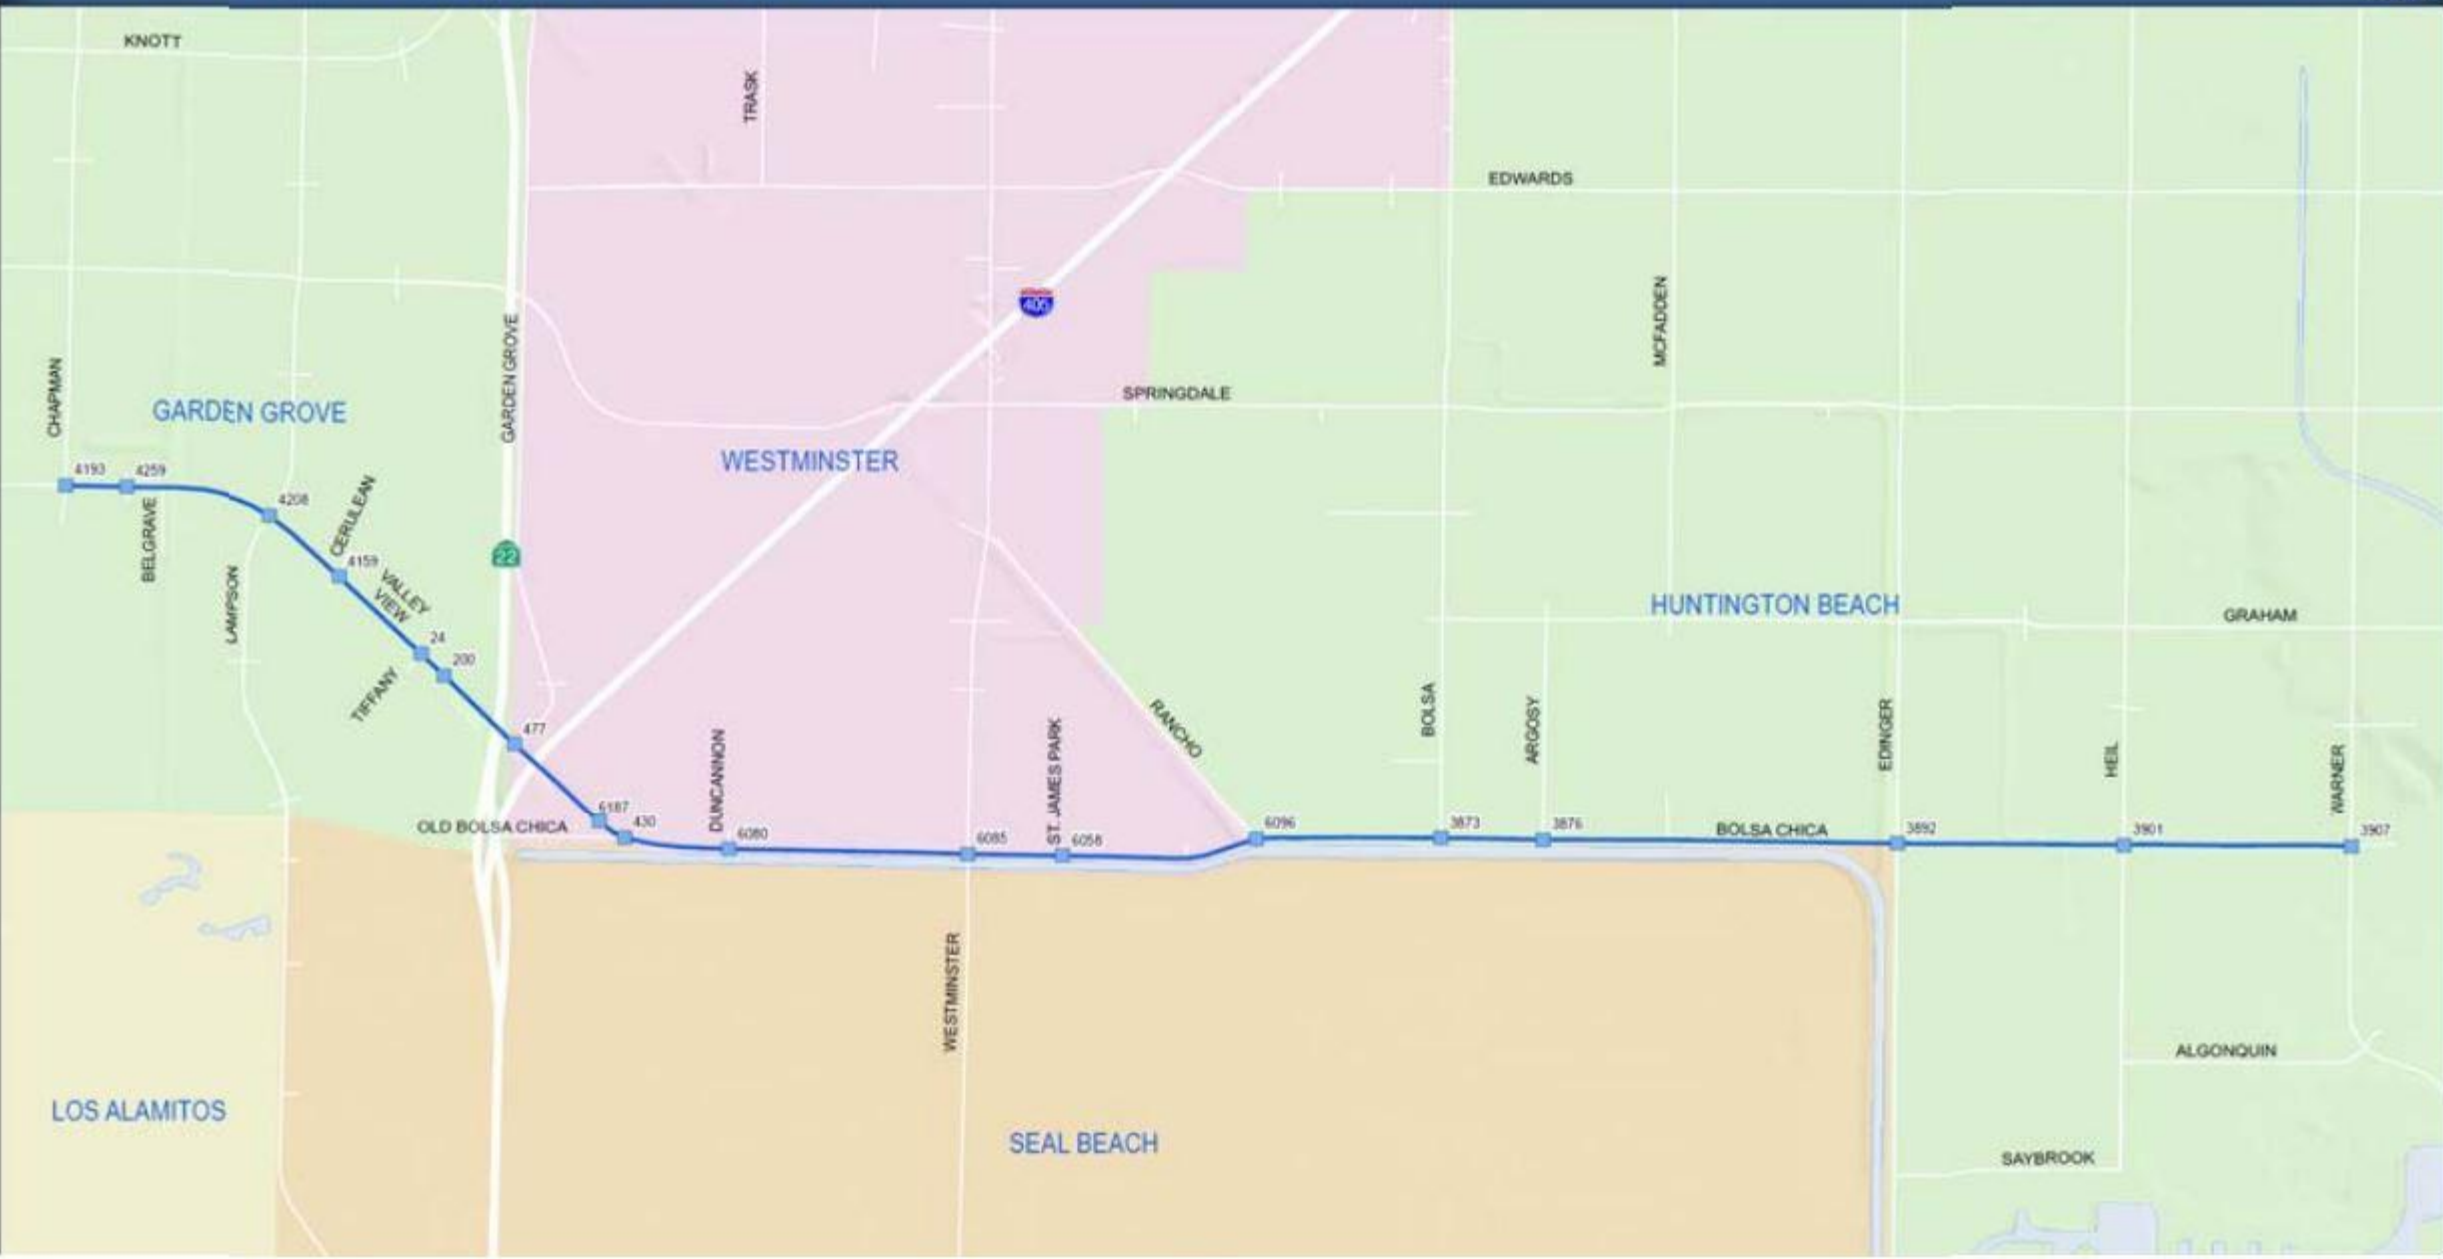 KNOTT
TRASK
EDWARDS
405
MCFADDEN
GARDEN GROVE
CHAPMAN
SPRINGDALE
GARDEN GROVE
WESTMINSTER
4193
4259
BELGRAVE
4208
CERULEAN
4159
VALLEY
VIEW
22
LAMPSON
24
200
TIFFANY
477
HUNTINGTON BEACH
GRAHAM
RANCHO
BOLSA
ARGOSY
EDINGER
HEIL
WARNER
DUNCANNON
ST. JAMES PARK
OLD BOLSA CHICA
6187
430
6080
6085
6058
6096
3873
3876
BOLSA CHICA
3892
3901
3907
WESTMINSTER
ALGONQUIN
LOS ALAMITOS
SEAL BEACH
SAYBROOK